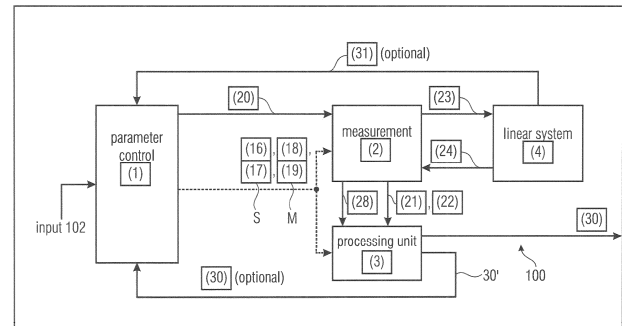 (31) (optional)
(20)
(23)
parameter
control
(1)
measurement
(2)
linear system
(4)
(16) , (18) ,
(17) , (19)
(24)
S M
(28)
(21) , (22)
input 102
(30)
processing unit
(3)
(30) (optional)
30'
100